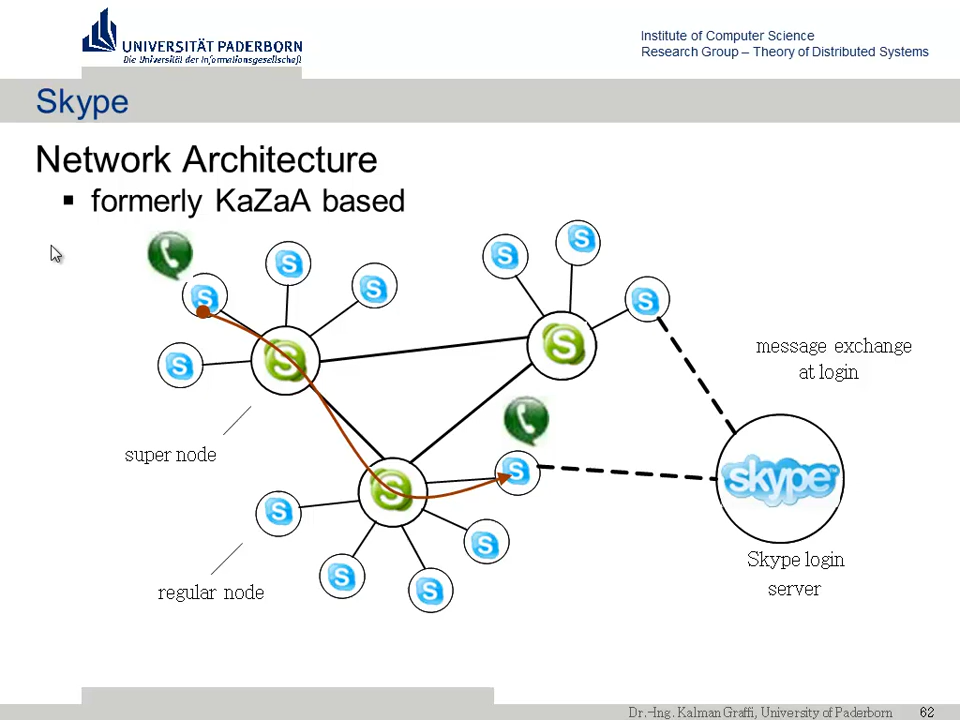 UNIVERSITÄT PADERBORN
Die Universität der Informationsgesellschaft
Institute of Computer Science
Research Group – Theory of Distributed Systems
Skype
Network Architecture
▪ formerly KaZaA based
message exchange
at login
super node
skype
Skype login
server
regular node
Dr.-Ing. Kalman Graffi, University of Paderborn 62